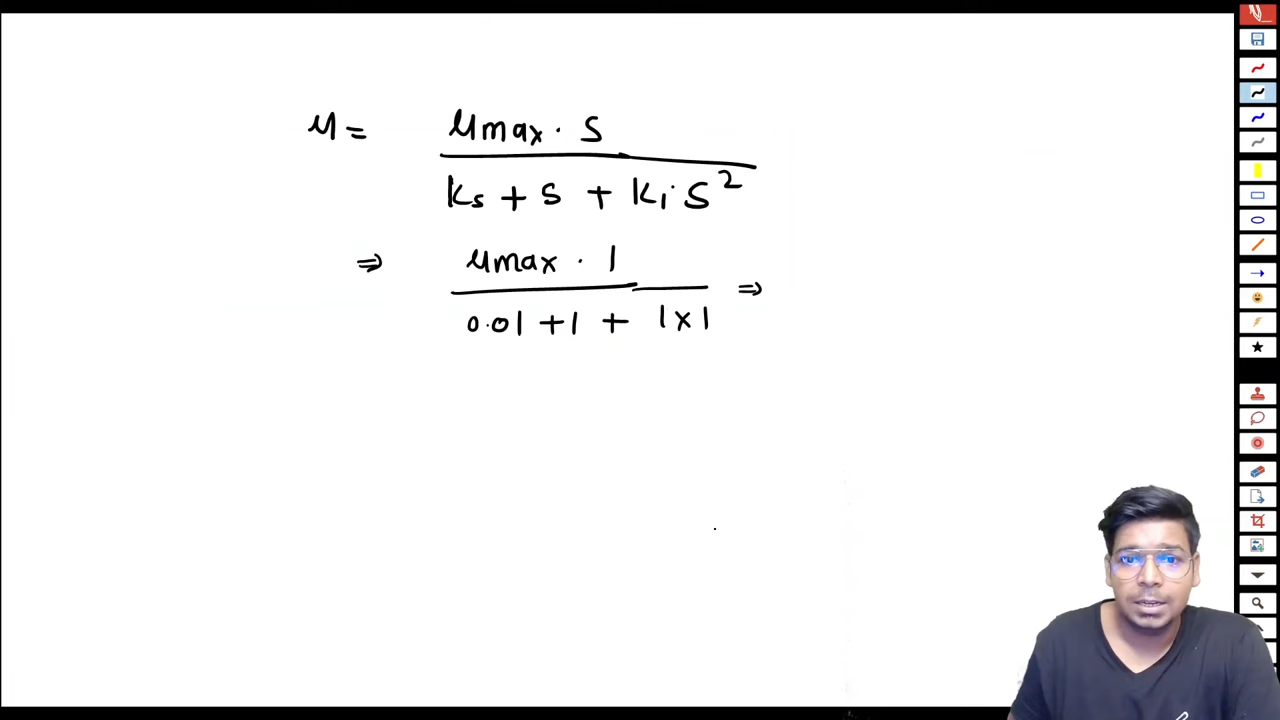 μ = μmax · S
Ks + S + Ki S²
⇒ μmax · 1
0.01 + 1 + 1 x 1 ⇒